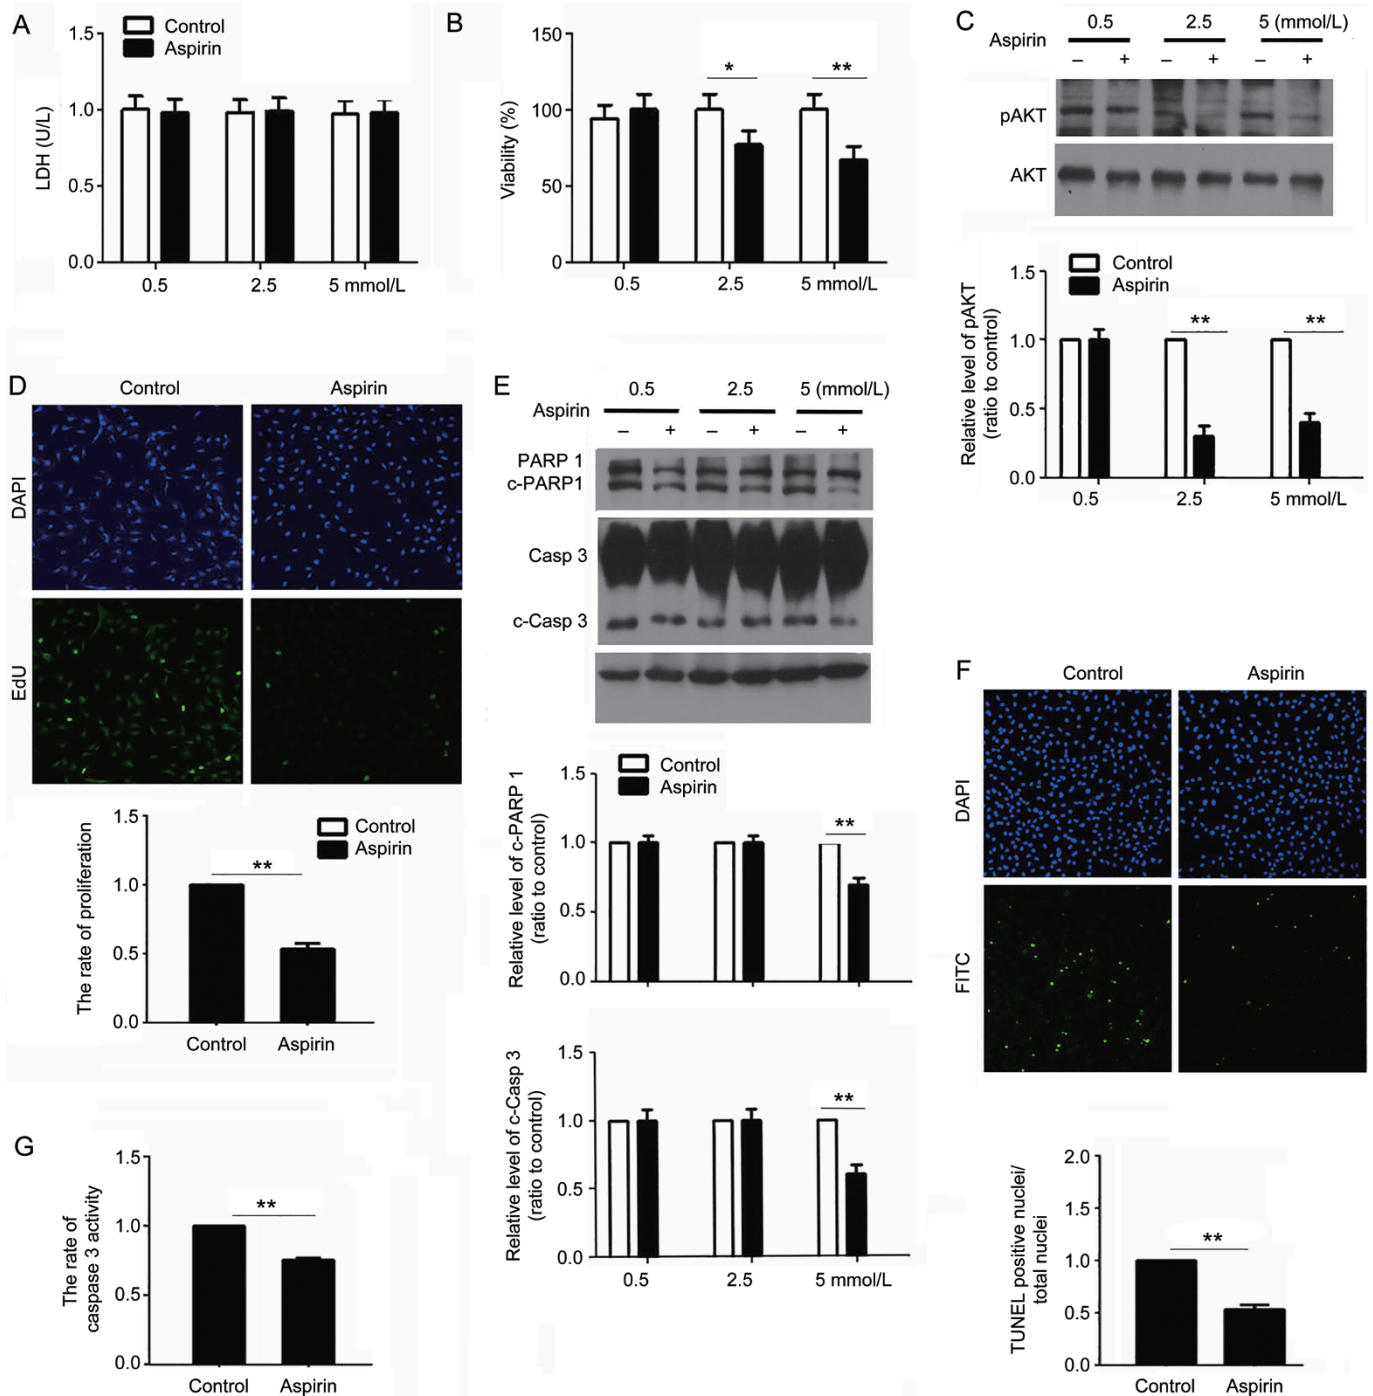 A
Control
Aspirin
LDH (U/L)
1.5
1.0
0.5
0.0
0.5 2.5 5 mmol/L
B
Viability (%)
150
100
50
0
* **
0.5 2.5 5 mmol/L
C
0.5 2.5 5 (mmol/L)
Aspirin
– + – + – +
pAKT
AKT
Control
Aspirin
Relative level of pAKT
(ratio to control)
1.5
1.0
0.5
0.0
** **
0.5 2.5 5 mmol/L
D
Control Aspirin
DAPI
EdU
Control
Aspirin
The rate of proliferation
1.5
1.0
0.5
0.0
**
Control Aspirin
E
0.5 2.5 5 (mmol/L)
Aspirin
– + – + – +
PARP 1
c-PARP1
Casp 3
c-Casp 3
Control
Aspirin
Relative level of c-PARP 1
(ratio to control)
1.5
1.0
0.5
0.0
**
Relative level of c-Casp 3
(ratio to control)
1.5
1.0
0.5
0.0
**
0.5 2.5 5 mmol/L
F
Control Aspirin
DAPI
FITC
TUNEL positive nuclei/
total nuclei
2.0
1.5
1.0
0.5
0.0
**
Control Aspirin
G
The rate of
caspase 3 activity
1.5
1.0
0.5
0.0
**
Control Aspirin